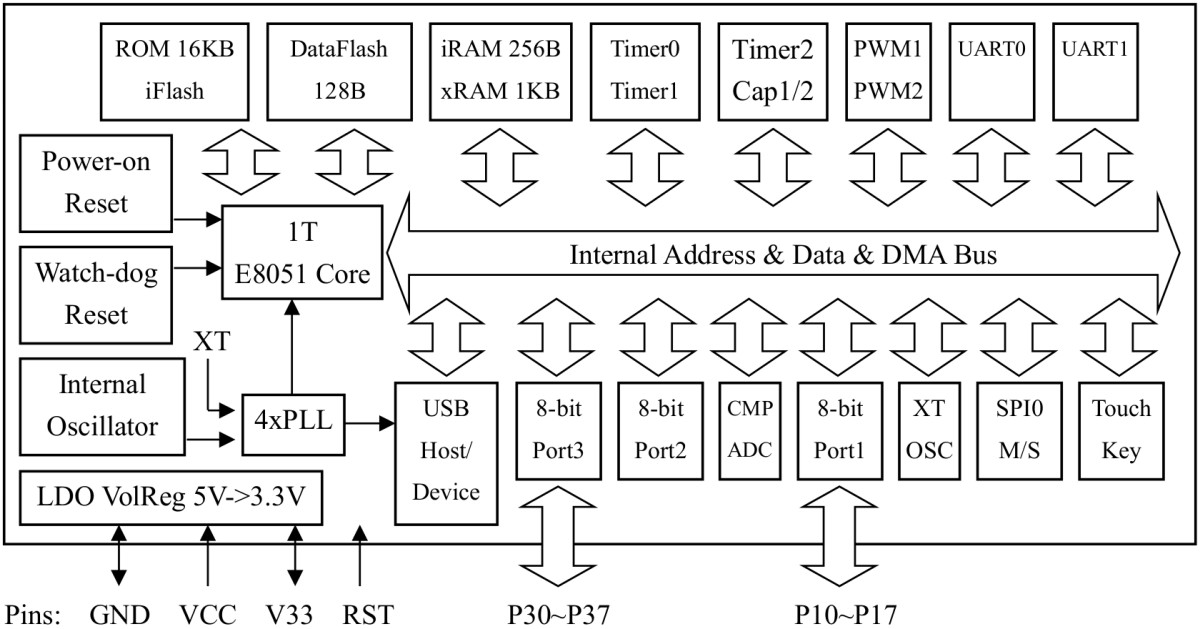 ROM 16KB
iFlash
DataFlash
128B
iRAM 256B
xRAM 1KB
Timer0
Timer1
Timer2
Cap1/2
PWM1
PWM2
UART0
UART1
Power-on
Reset
Watch-dog
Reset
1T
E8051 Core
Internal Address & Data & DMA Bus
XT
Internal
Oscillator
4xPLL
USB
Host/
Device
8-bit
Port3
8-bit
Port2
CMP
ADC
8-bit
Port1
XT
OSC
SPI0
M/S
Touch
Key
LDO VolReg 5V->3.3V
Pins: GND VCC V33 RST P30~P37 P10~P17